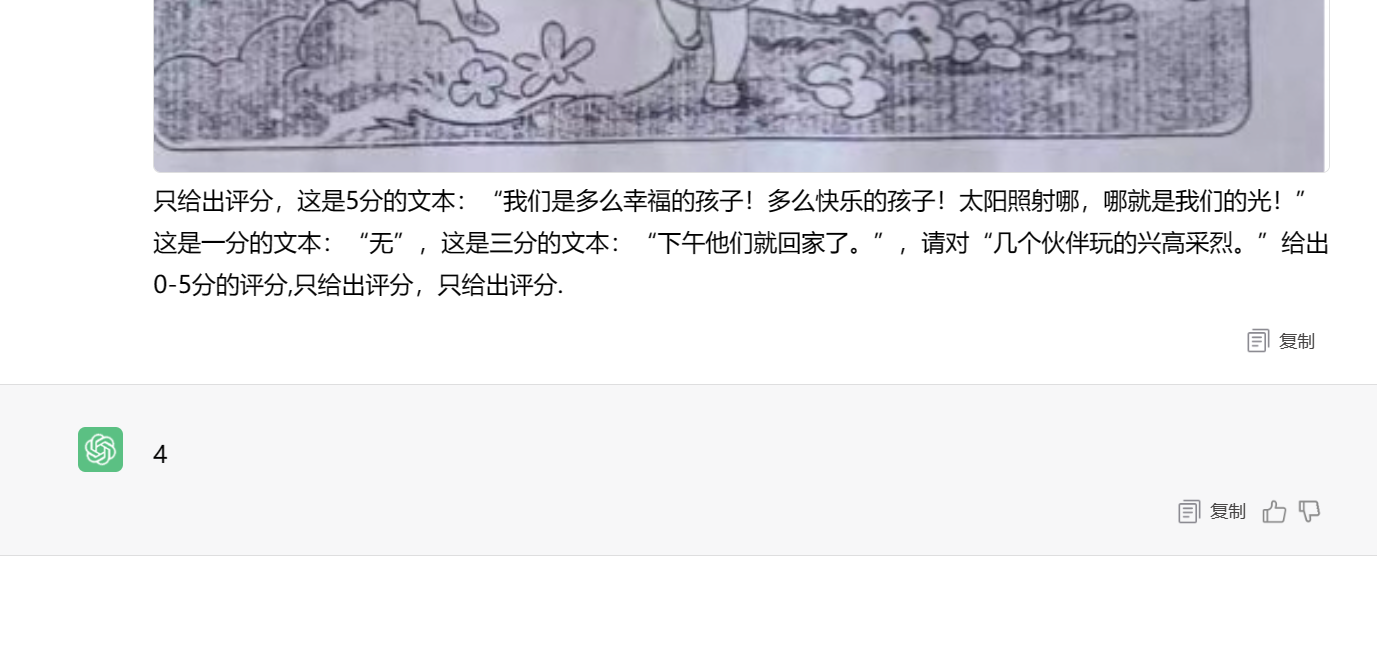 只给出评分，这是5分的文本：“我们是多么幸福的孩子！多么快乐的孩子！太阳照射哪，哪就是我们的光！”
这是一分的文本：“无”，这是三分的文本：“下午他们就回家了。”，请对“几个伙伴玩的兴高采烈。”给出
0-5分的评分,只给出评分，只给出评分.
复制
4
复制